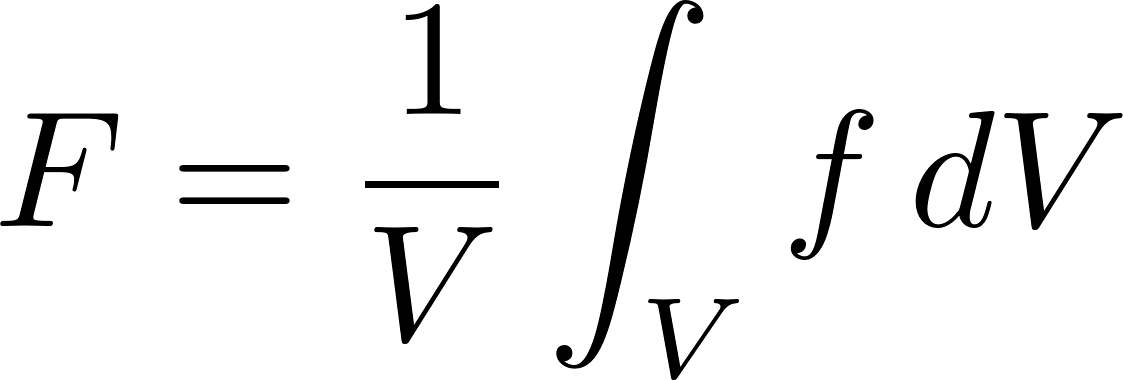 F = \frac{1}{V} \int_V f \, dV